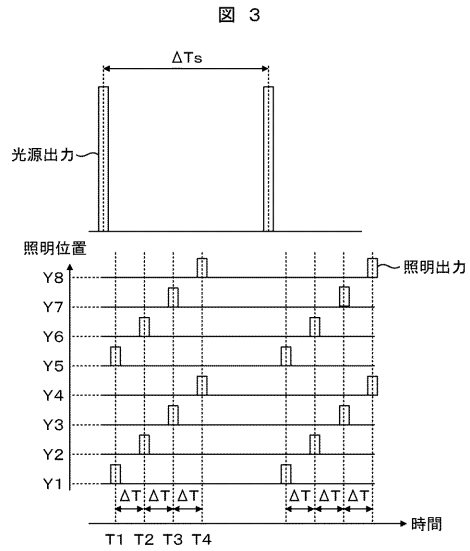 図 3
ΔTs
光源出力
照明位置
Y8
照明出力
Y7
Y6
Y5
Y4
Y3
Y2
Y1
ΔT ΔT ΔT ΔT ΔT ΔT
時間
T1 T2 T3 T4